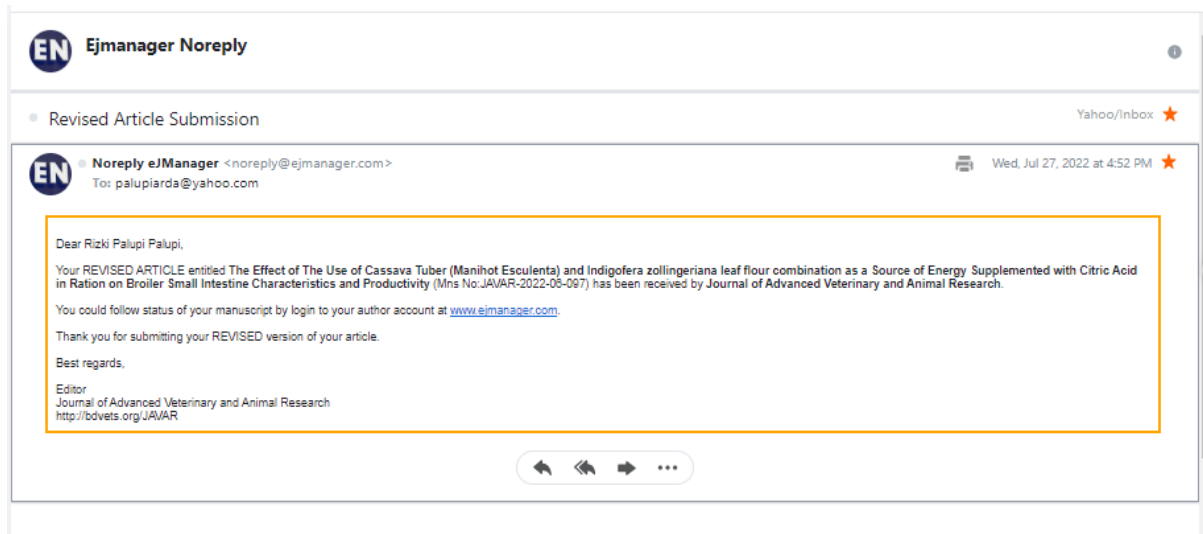 EN
Ejmanager Noreply
Revised Article Submission
Yahoo/Inbox
EN
Noreply eJManager <noreply@ejmanager.com>
Wed, Jul 27, 2022 at 4:52 PM
To: palupiarda@yahoo.com
Dear Rizki Palupi Palupi,
Your REVISED ARTICLE entitled The Effect of The Use of Cassava Tuber (Manihot Esculenta) and Indigofera zollingeriana leaf flour combination as a Source of Energy Supplemented with Citric Acid
in Ration on Broiler Small Intestine Characteristics and Productivity (Mns No:JAVAR-2022-06-097) has been received by Journal of Advanced Veterinary and Animal Research.
You could follow status of your manuscript by login to your author account at www.ejmanager.com.
Thank you for submitting your REVISED version of your article.
Best regards,
Editor
Journal of Advanced Veterinary and Animal Research
http://bdvets.org/JAVAR